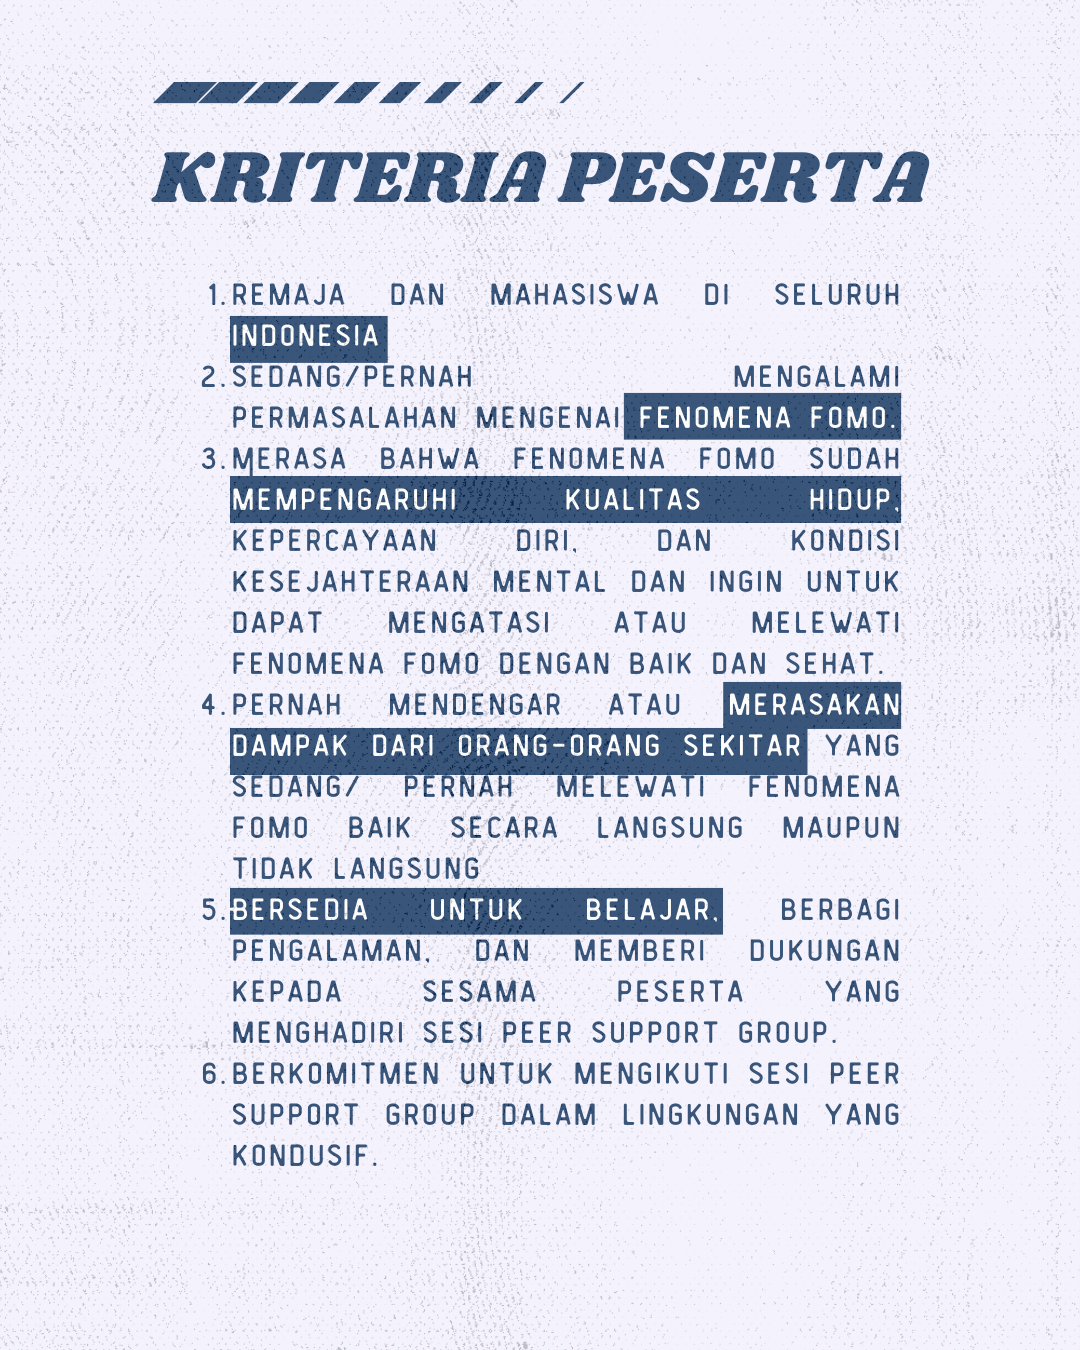 KRITERIA PESERTA
1. REMAJA DAN MAHASISWA DI SELURUH
INDONESIA
2. SEDANG/PERNAH MENGALAMI
PERMASALAHAN MENGENAI FENOMENA FOMO.
3. MERASA BAHWA FENOMENA FOMO SUDAH
MEMPENGARUHI KUALITAS HIDUP,
KEPERCAYAAN DIRI, DAN KONDISI
KESEJAHTERAAN MENTAL DAN INGIN UNTUK
DAPAT MENGATASI ATAU MELEWATI
FENOMENA FOMO DENGAN BAIK DAN SEHAT.
4. PERNAH MENDENGAR ATAU MERASAKAN
DAMPAK DARI ORANG-ORANG SEKITAR YANG
SEDANG/ PERNAH MELEWATI FENOMENA
FOMO BAIK SECARA LANGSUNG MAUPUN
TIDAK LANGSUNG
5. BERSEDIA UNTUK BELAJAR, BERBAGI
PENGALAMAN, DAN MEMBERI DUKUNGAN
KEPADA SESAMA PESERTA YANG
MENGHADIRI SESI PEER SUPPORT GROUP.
6. BERKOMITMEN UNTUK MENGIKUTI SESI PEER
SUPPORT GROUP DALAM LINGKUNGAN YANG
KONDUSIF.